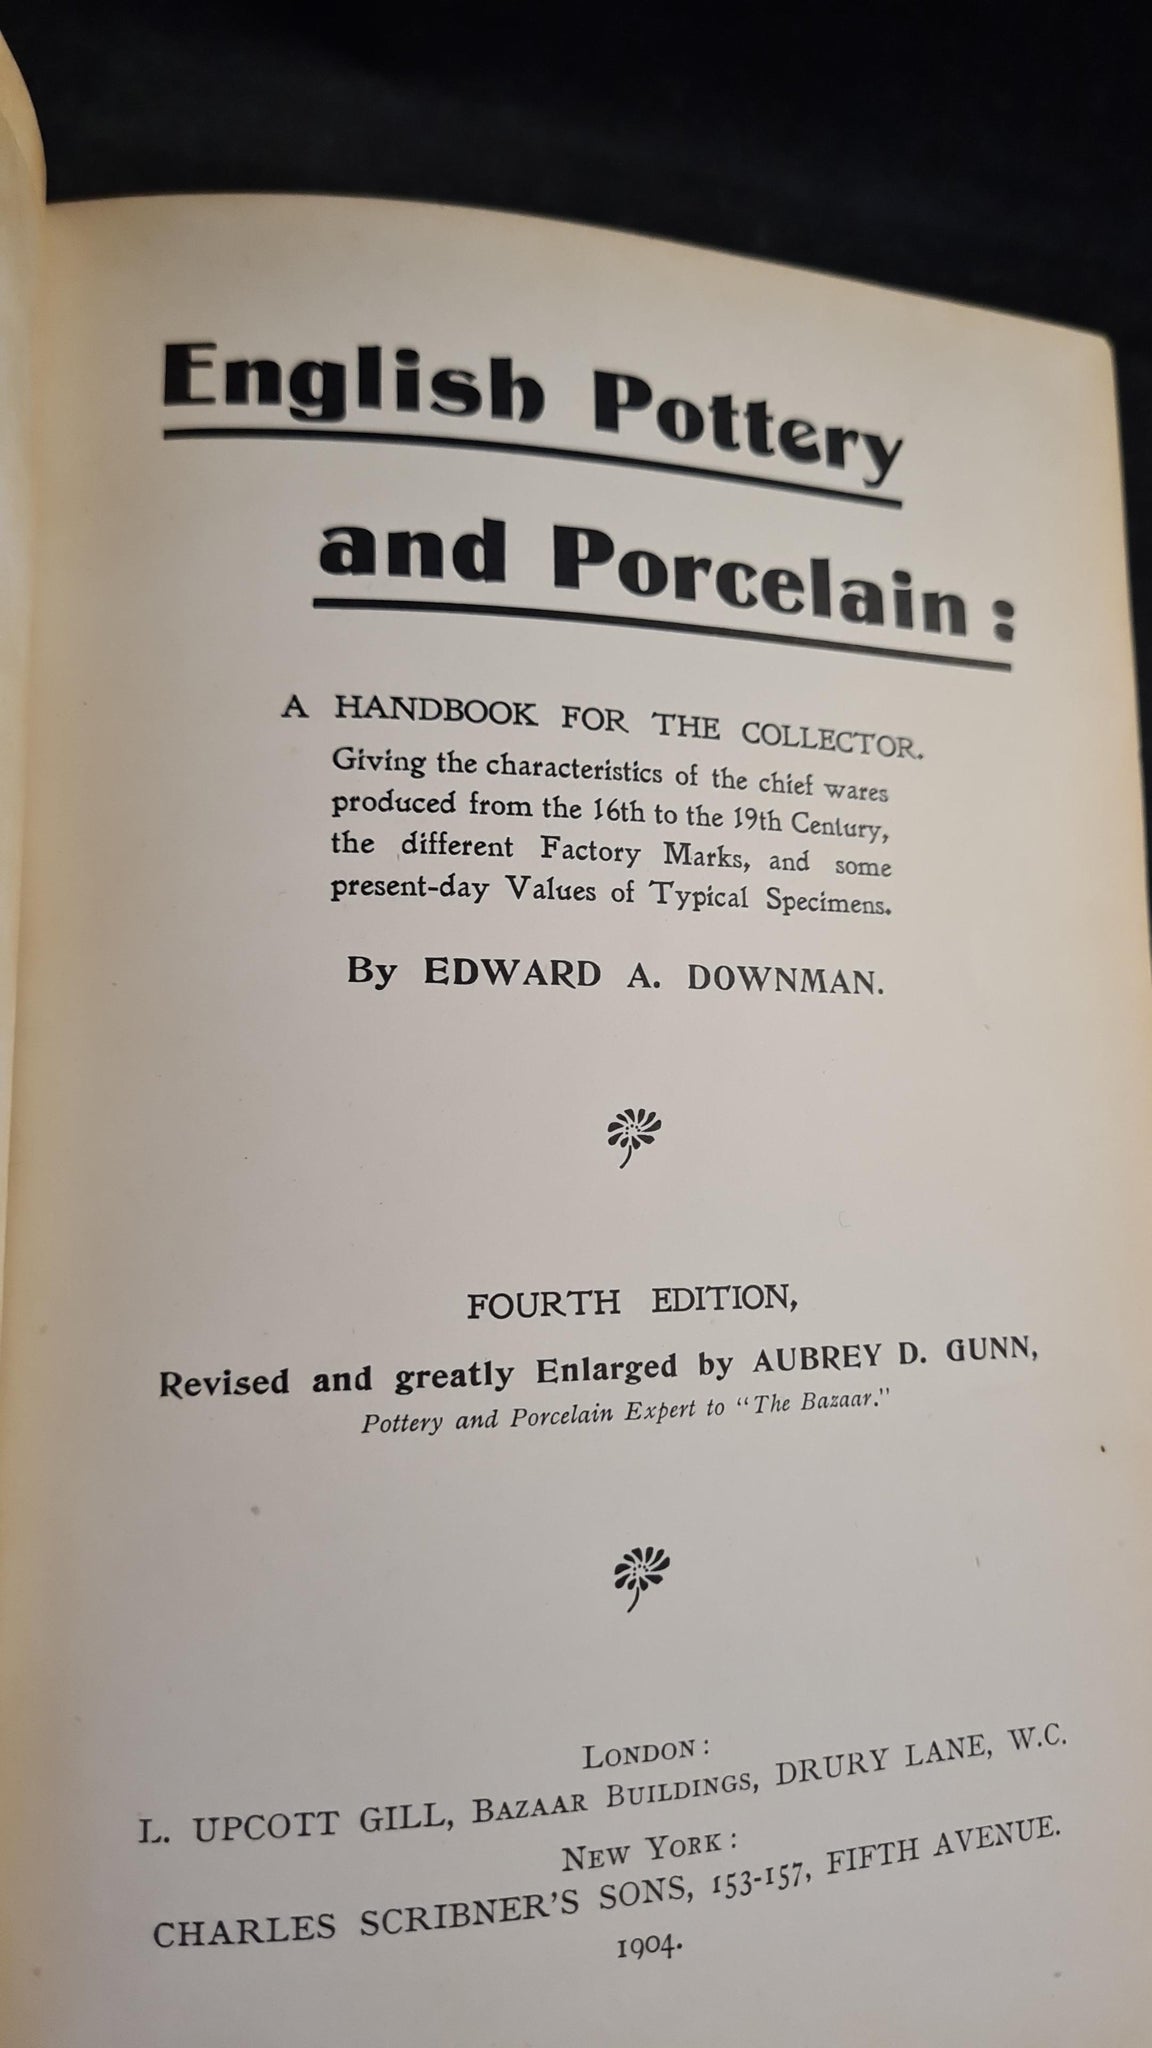 English Pottery
and Porcelain:
A HANDBOOK FOR THE COLLECTOR.
Giving the characteristics of the chief wares
produced from the 16th to the 19th Century,
the different Factory Marks, and some
present-day Values of Typical Specimens.
By EDWARD A. DOWNMAN.
FOURTH EDITION,
Revised and greatly Enlarged by AUBREY D. GUNN,
Pottery and Porcelain Expert to "The Bazaar."
LONDON:
L. UPCOTT GILL, BAZAAR BUILDINGS, DRURY LANE, W.C.
NEW YORK:
CHARLES SCRIBNER'S SONS, 153-157, FIFTH AVENUE.
1904.